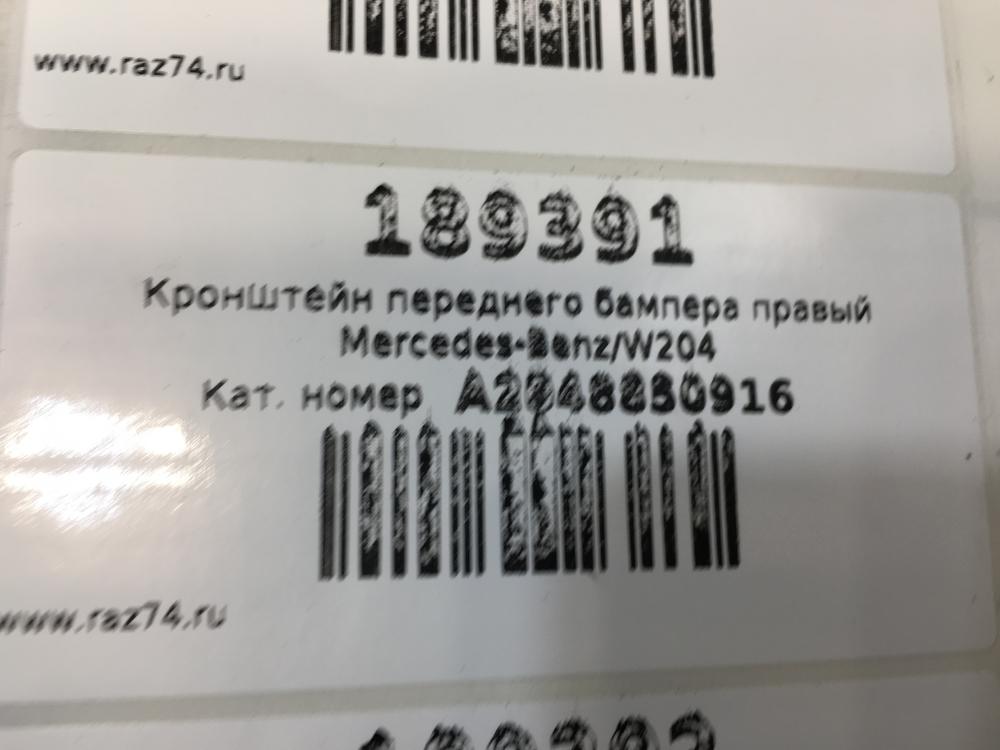 www.raz74.ru
189391
Кронштейн переднего бампера правый
Mercedes-Benz/W204
Кат. номер
www.raz74.ru